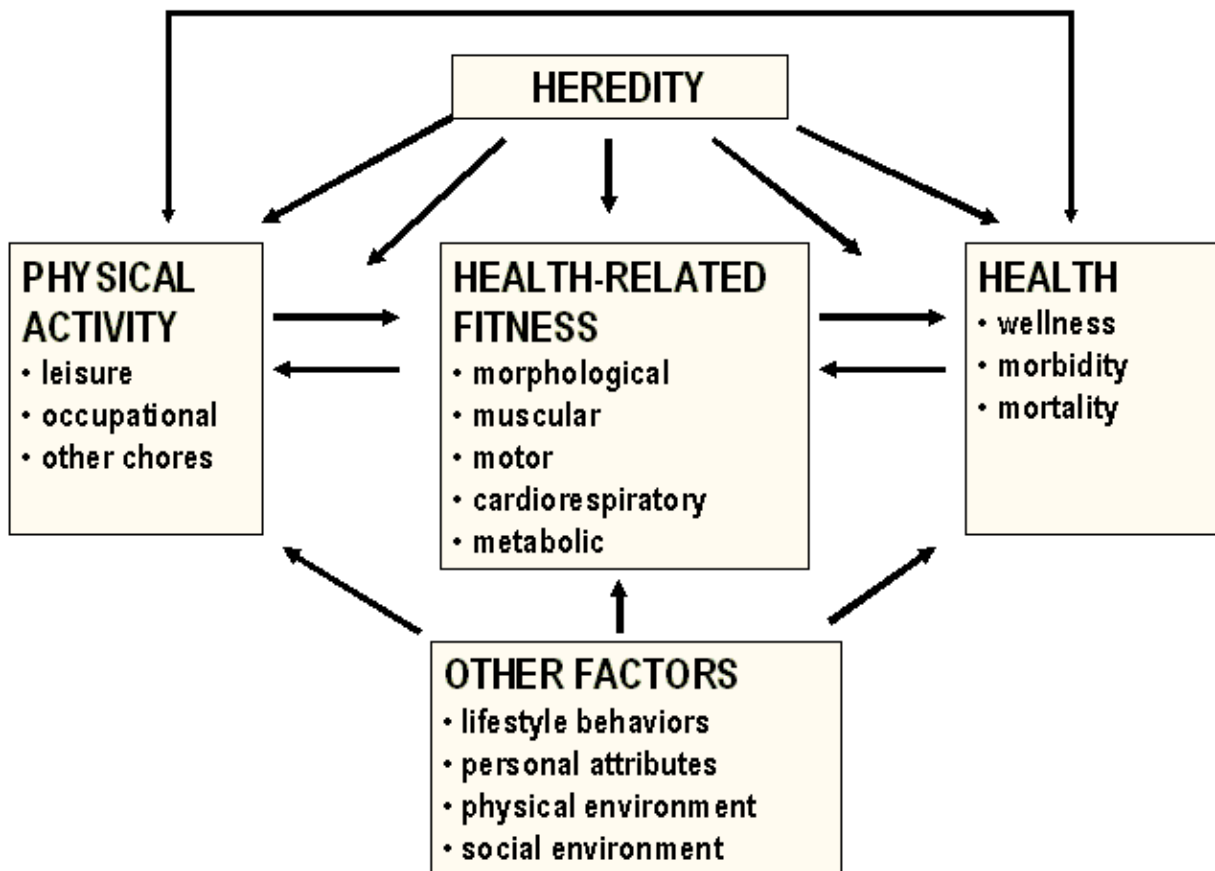 HEREDITY
PHYSICAL
ACTIVITY
• leisure
• occupational
• other chores
HEALTH-RELATED
FITNESS
• morphological
• muscular
• motor
• cardiorespiratory
• metabolic
HEALTH
• wellness
• morbidity
• mortality
OTHER FACTORS
• lifestyle behaviors
• personal attributes
• physical environment
• social environment